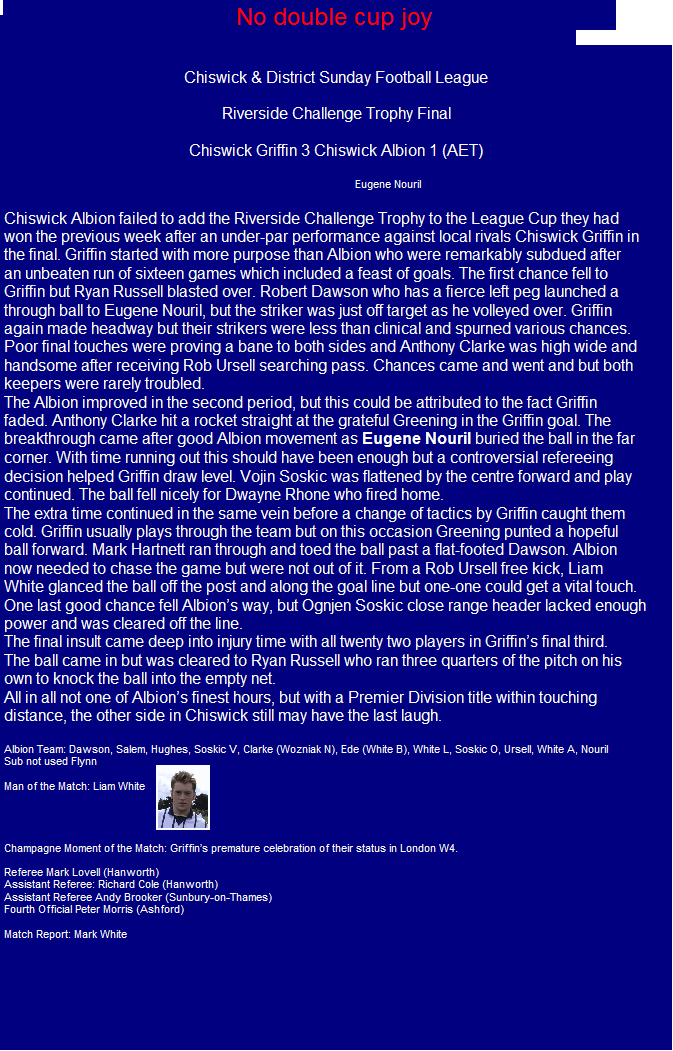 No double cup joy
Chiswick & District Sunday Football League
Riverside Challenge Trophy Final
Chiswick Griffin 3 Chiswick Albion 1 (AET)
Eugene Nouril
Chiswick Albion failed to add the Riverside Challenge Trophy to the League Cup they had
won the previous week after an under-par performance against local rivals Chiswick Griffin in
the final. Griffin started with more purpose than Albion who were remarkably subdued after
an unbeaten run of sixteen games which included a feast of goals. The first chance fell to
Griffin but Ryan Russell blasted over. Robert Dawson who has a fierce left peg launched a
through ball to Eugene Nouril, but the striker was just off target as he volleyed over. Griffin
again made headway but their strikers were less than clinical and spurned various chances.
Poor final touches were proving a bane to both sides and Anthony Clarke was high wide and
handsome after receiving Rob Ursell searching pass. Chances came and went and but both
keepers were rarely troubled.
The Albion improved in the second period, but this could be attributed to the fact Griffin
faded. Anthony Clarke hit a rocket straight at the grateful Greening in the Griffin goal. The
breakthrough came after good Albion movement as Eugene Nouril buried the ball in the far
corner. With time running out this should have been enough but a controversial refereeing
decision helped Griffin draw level. Vojin Soskic was flattened by the centre forward and play
continued. The ball fell nicely for Dwayne Rhone who fired home.
The extra time continued in the same vein before a change of tactics by Griffin caught them
cold. Griffin usually plays through the team but on this occasion Greening punted a hopeful
ball forward. Mark Hartnett ran through and toed the ball past a flat-footed Dawson. Albion
now needed to chase the game but were not out of it. From a Rob Ursell free kick, Liam
White glanced the ball off the post and along the goal line but one-one could get a vital touch.
One last good chance fell Albion's way, but Ognjen Soskic close range header lacked enough
power and was cleared off the line.
The final insult came deep into injury time with all twenty two players in Griffin's final third.
The ball came in but was cleared to Ryan Russell who ran three quarters of the pitch on his
own to knock the ball into the empty net.
All in all not one of Albion's finest hours, but with a Premier Division title within touching
distance, the other side in Chiswick still may have the last laugh.
Albion Team: Dawson, Salem, Hughes, Soskic V, Clarke (Wozniak N), Ede (White B), White L, Soskic O, Ursell, White A, Nouril
Sub not used Flynn
Man of the Match: Liam White
Champagne Moment of the Match: Griffin's premature celebration of their status in London W4.
Referee Mark Lovell (Hanworth)
Assistant Referee: Richard Cole (Hanworth)
Assistant Referee Andy Brooker (Sunbury-on-Thames)
Fourth Official Peter Morris (Ashford)
Match Report: Mark White